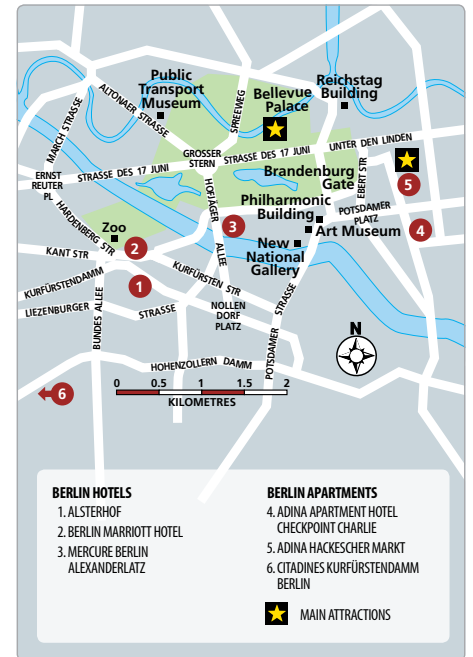 Public
Transport
Museum
Reichstag
Building
Bellevue
Palace
ALTONAER STRASSE
SPREEWEG
MARCH STRASSE
GROSSER
STERN
STRASSE DES 17 JUNI
UNTER DEN LINDEN
STRASSE DES 17 JUNI
ERNST
REUTER
PL
Brandenburg
Gate
EBERT STR
5
HARDENBERG STR
HOFJÄGER
ALLEE
Philharmonic
Building
POTSDAMER
PLATZ
Zoo
3
Art Museum
4
2
New
National
Gallery
KANT STR
KURFÜRSTENDAMM
1
KURFÜRSTEN STR
LIEZENBURGER
STRASSE
NOLLEN
DORF
PLATZ
BUNDES ALLEE
POTSDAMER STRASSE
N
HOHENZOLLERN DAMM
6
0 0.5 1 1.5 2
KILOMETRES
BERLIN HOTELS
1. ALSTERHOF
2. BERLIN MARRIOTT HOTEL
3. MERCURE BERLIN
ALEXANDERLATZ
BERLIN APARTMENTS
4. ADINA APARTMENT HOTEL
CHECKPOINT CHARLIE
5. ADINA HACKESCHER MARKT
6. CITADINES KURFÜRSTENDAMM
BERLIN
MAIN ATTRACTIONS